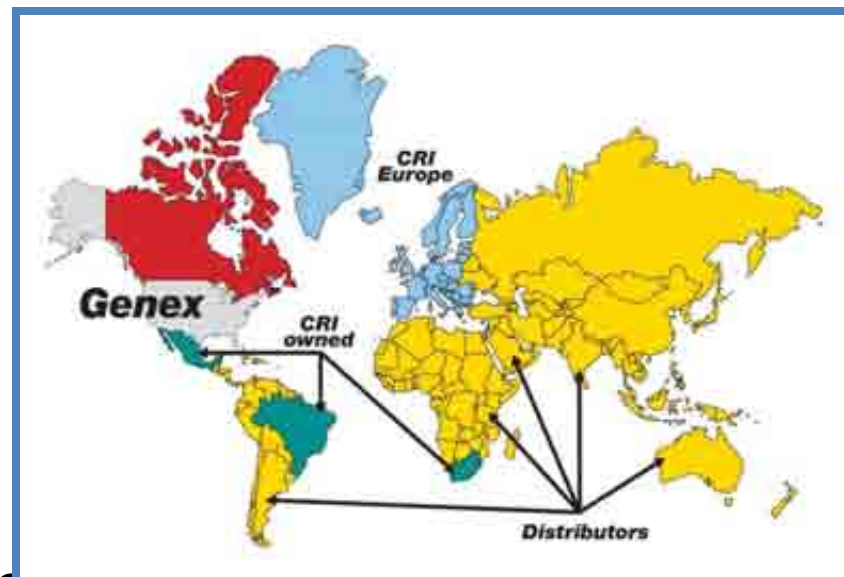 CRI
Europe
Genex
CRI
owned
Distributors